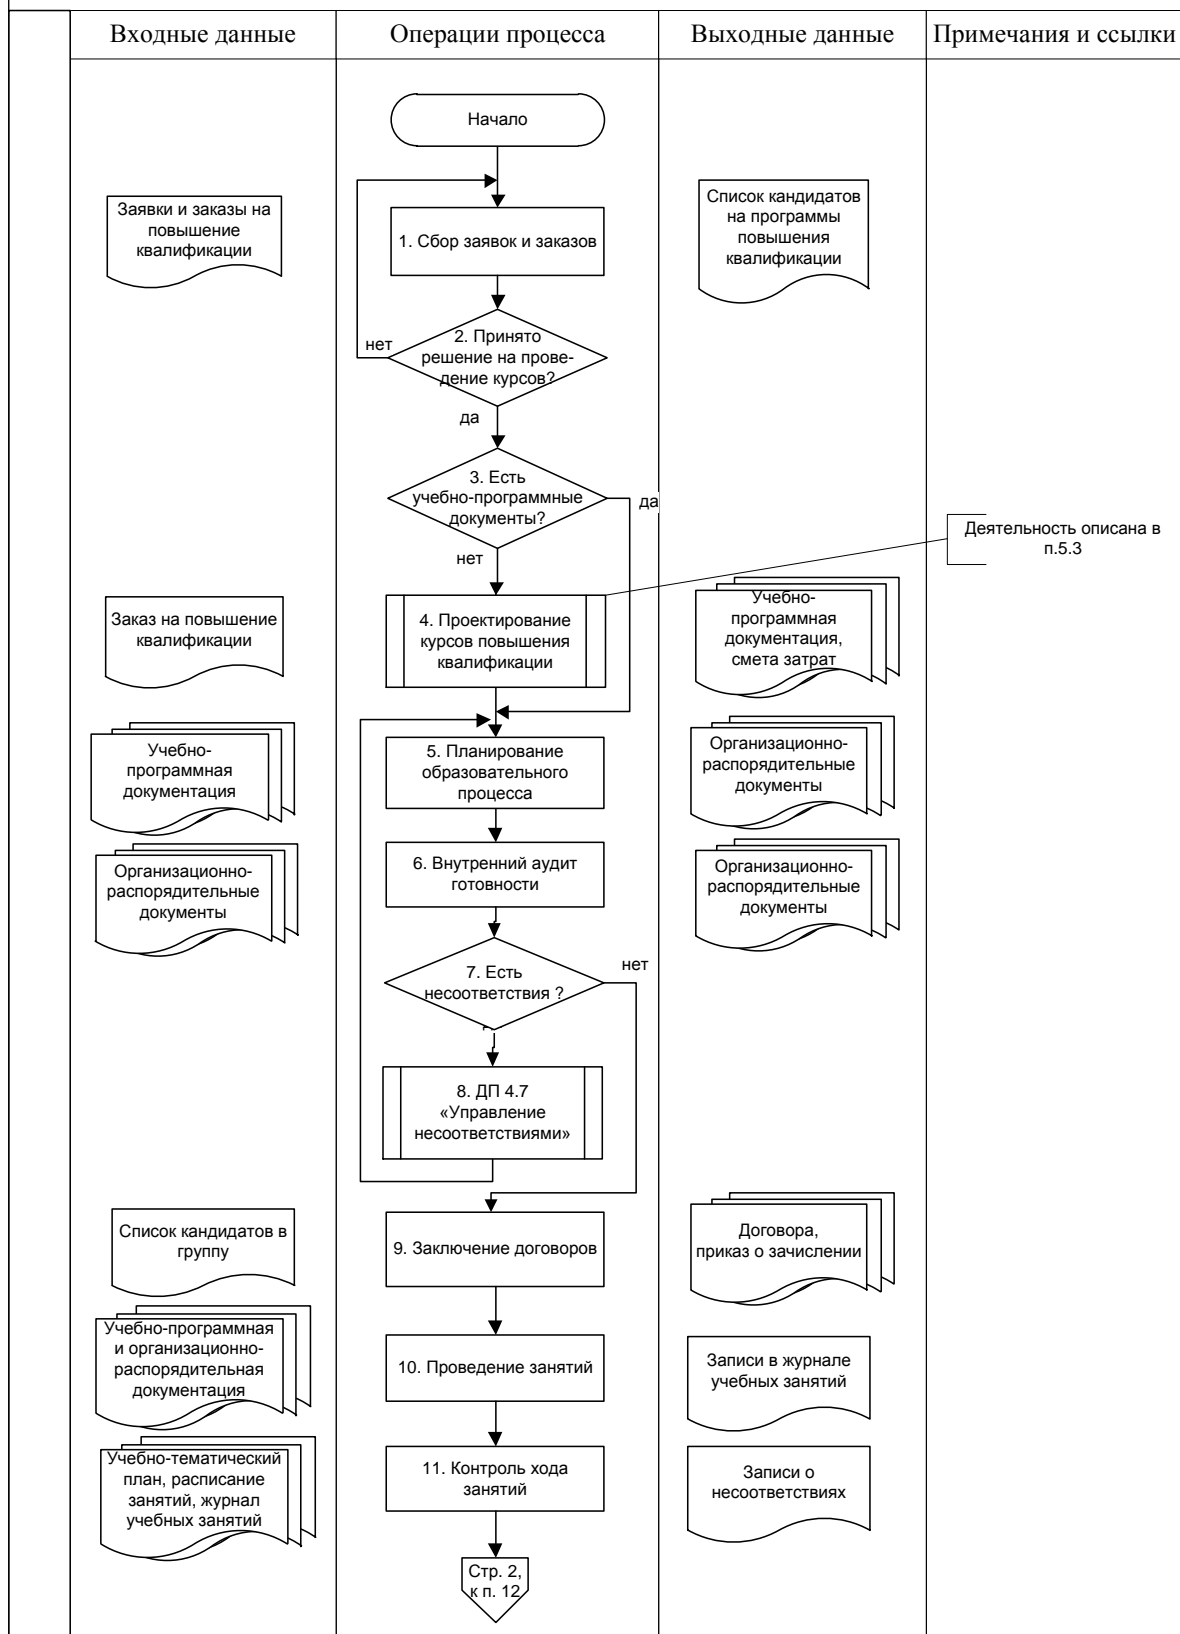 Входные данные
Операции процесса
Выходные данные
Примечания и ссылки
Начало
Заявки и заказы на
повышение
квалификации
1. Сбор заявок и заказов
Список кандидатов
на программы
повышения
квалификации
2. Принято
решение на прове-
дение курсов?
нет
да
3. Есть
учебно-программные
документы?
да
нет
Деятельность описана в
п.5.3
Заказ на повышение
квалификации
4. Проектирование
курсов повышения
квалификации
Учебно-
программная
документация,
смета затрат
Учебно-
программная
документация
5. Планирование
образовательного
процесса
Организационно-
распорядительные
документы
Организационно-
распорядительные
документы
6. Внутренний аудит
готовности
Организационно-
распорядительные
документы
7. Есть
несоответствия ?
нет
8. ДП 4.7
«Управление
несоответствиями»
Список кандидатов в
группу
9. Заключение договоров
Договора,
приказ о зачислении
Учебно-программная
и организационно-
распорядительная
документация
10. Проведение занятий
Записи в журнале
учебных занятий
Учебно-тематический
план, расписание
занятий, журнал
учебных занятий
11. Контроль хода
занятий
Записи о
несоответствиях
Стр. 2,
к п. 12